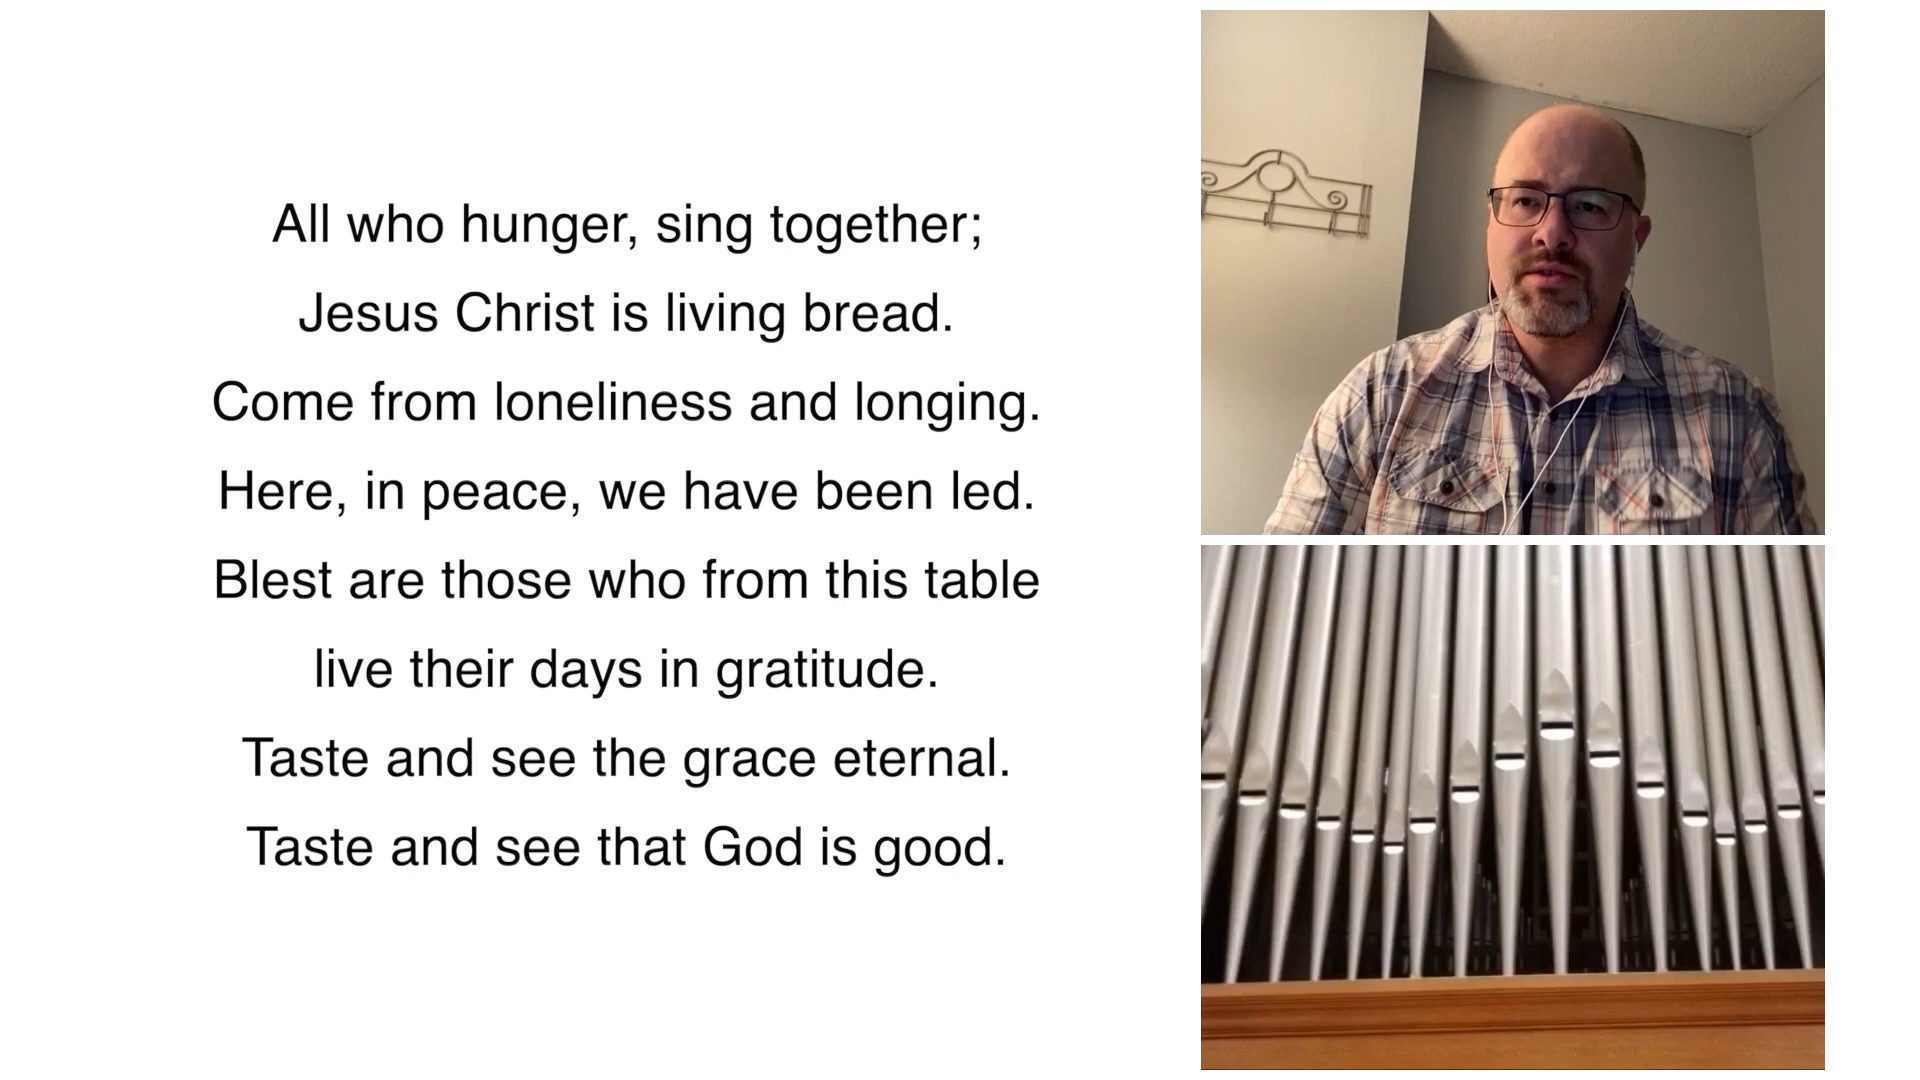 All who hunger, sing together;
Jesus Christ is living bread.
Come from loneliness and longing.
Here, in peace, we have been led.
Blest are those who from this table
live their days in gratitude.
Taste and see the grace eternal.
Taste and see that God is good.